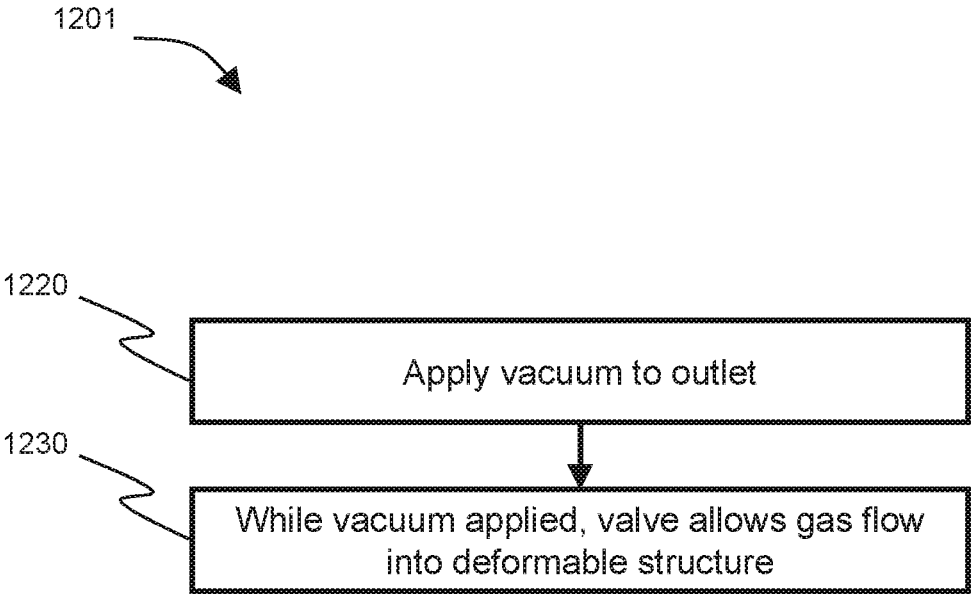 1201
1220
Apply vacuum to outlet
1230
While vacuum applied, valve allows gas flow
into deformable structure